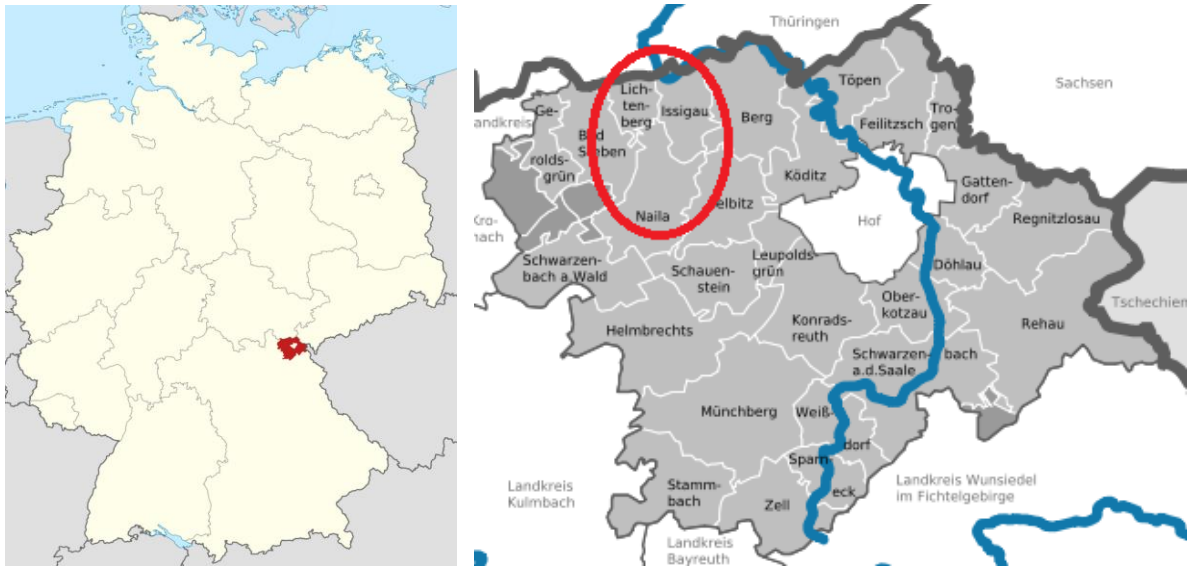 Thüringen
Sachsen
Töpen
Lich-
ten-
berg
Issigau
Ge-
Tro-
gen
Berg
Feilitzsch
andkreis
Bad
Steben
rolds-
grün
Köditz
Gatten-
dorf
elbitz
Naila
Hof
Regnitzlosau
Kro-
nach
Leupolds-
grün
Schwarzen-
bach a.Wald
Schauen-
stein
Döhlau
Ober-
kotzau
Tschechien
Helmbrechts
Konrads-
reuth
Rehau
Schwarzen-
bach
a.d.Saale
Münchberg
Weiß-
dorf
Sparn-
eck
Landkreis
Kulmbach
Stamm-
bach
Zell
Landkreis Wunsiedel
im Fichtelgebirge
Landkreis
Bayreuth